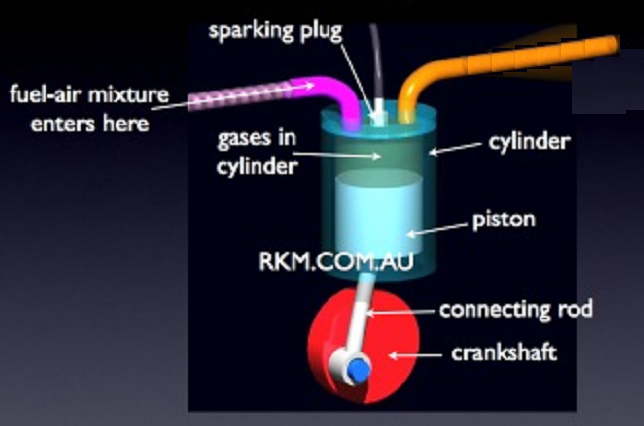 sparking plug
fuel-air mixture
enters here
gases in
cylinder
cylinder
piston
RKM.COM.AU
connecting rod
crankshaft